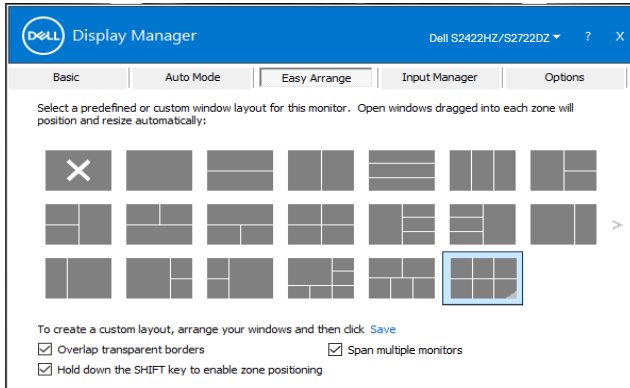 DELL Display Manager Dell S2422HZ/S2722DZ ? X
Basic Auto Mode Easy Arrange Input Manager Options
Select a predefined or custom window layout for this monitor. Open windows dragged into each zone will
position and resize automatically:
>
To create a custom layout, arrange your windows and then click Save
Overlap transparent borders Span multiple monitors
Hold down the SHIFT key to enable zone positioning